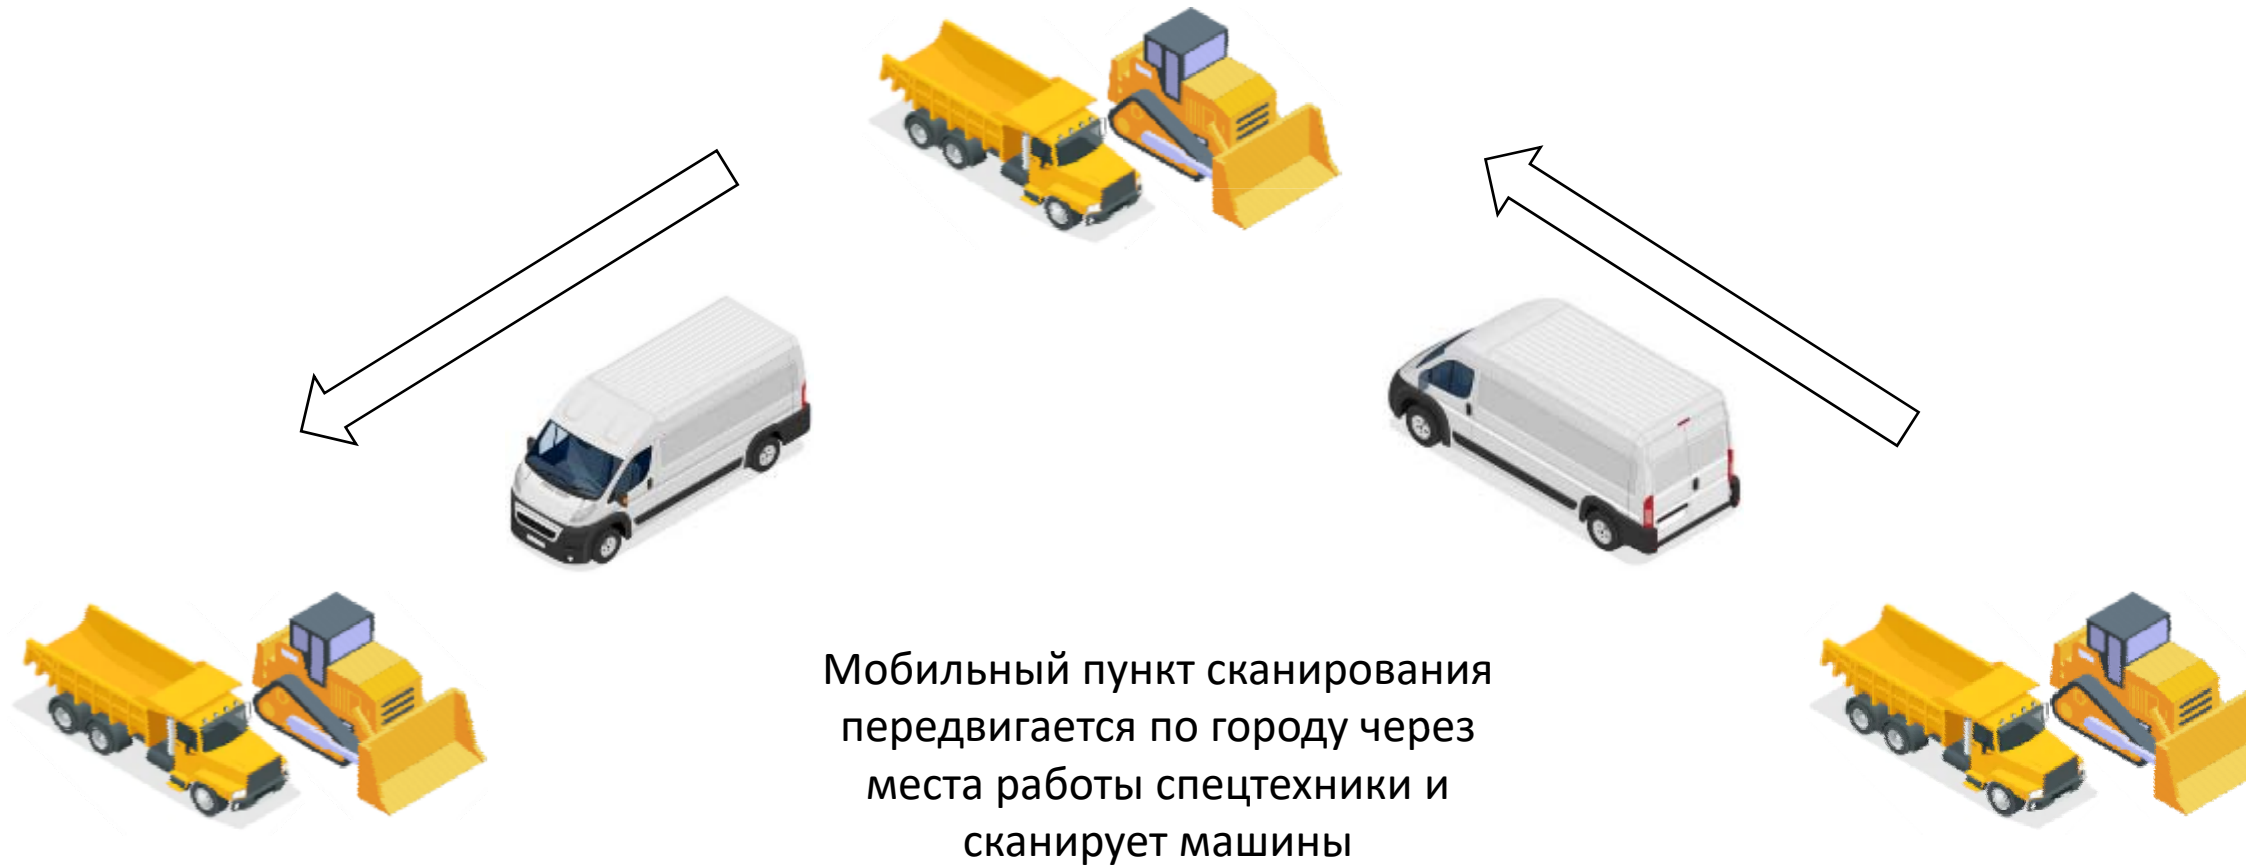 Мобильный пункт сканирования
передвигается по городу через
места работы спецтехники и
сканирует машины